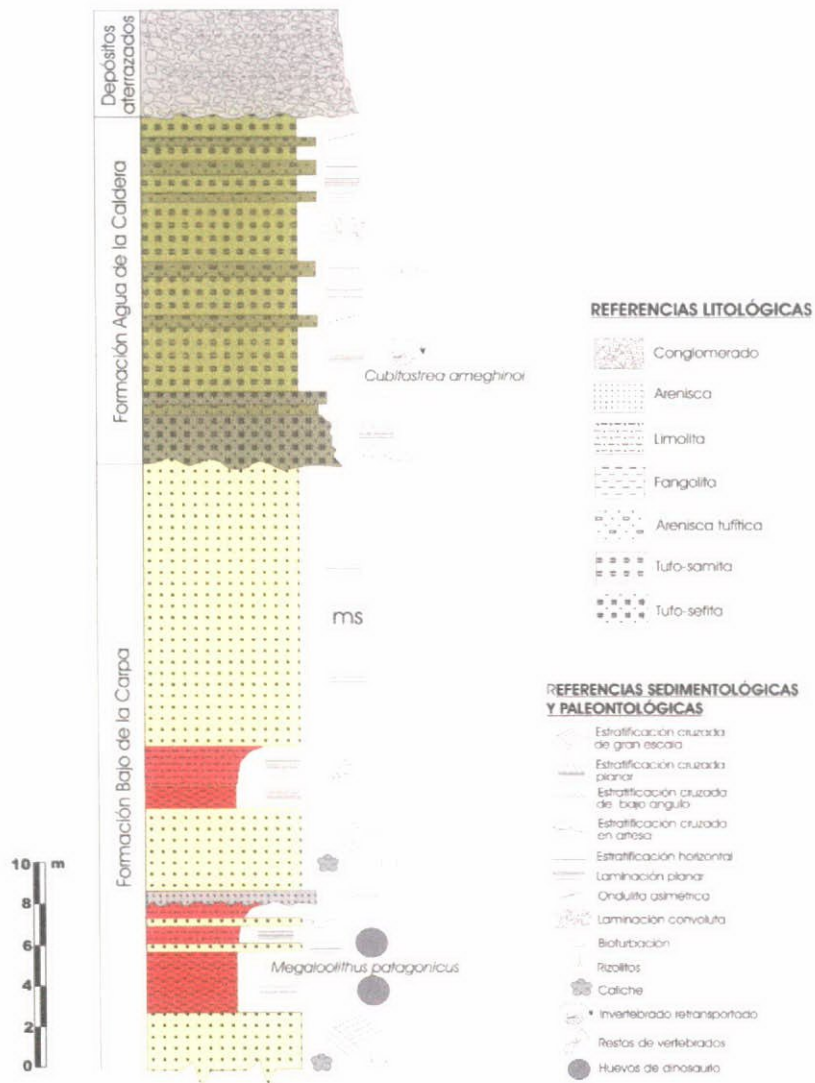 Depósitos
aterrazados
Formación Agua de la Caldera
Cubitostrea ameghinoi
Formación Bajo de la Carpa
ms
Megaloolithus patagonicus
10 m
8
6
4
2
0
REFERENCIAS LITOLÓGICAS
Conglomerado
Arenisca
Limolita
Fangolita
Arenisca tufítica
Tufo-samita
Tufo-sefita
REFERENCIAS SEDIMENTOLÓGICAS
Y PALEONTOLÓGICAS
Estratificación cruzada
de gran escala
Estratificación cruzada
planar
Estratificación cruzada
de bajo ángulo
Estratificación cruzada
en artesa
Estratificación horizontal
Laminación planar
Ondulita asimétrica
Laminación convoluta
Bioturbación
Rizolitos
Caliche
Invertebrado retransportado
Restos de vertebrados
Huevos de dinosaurio